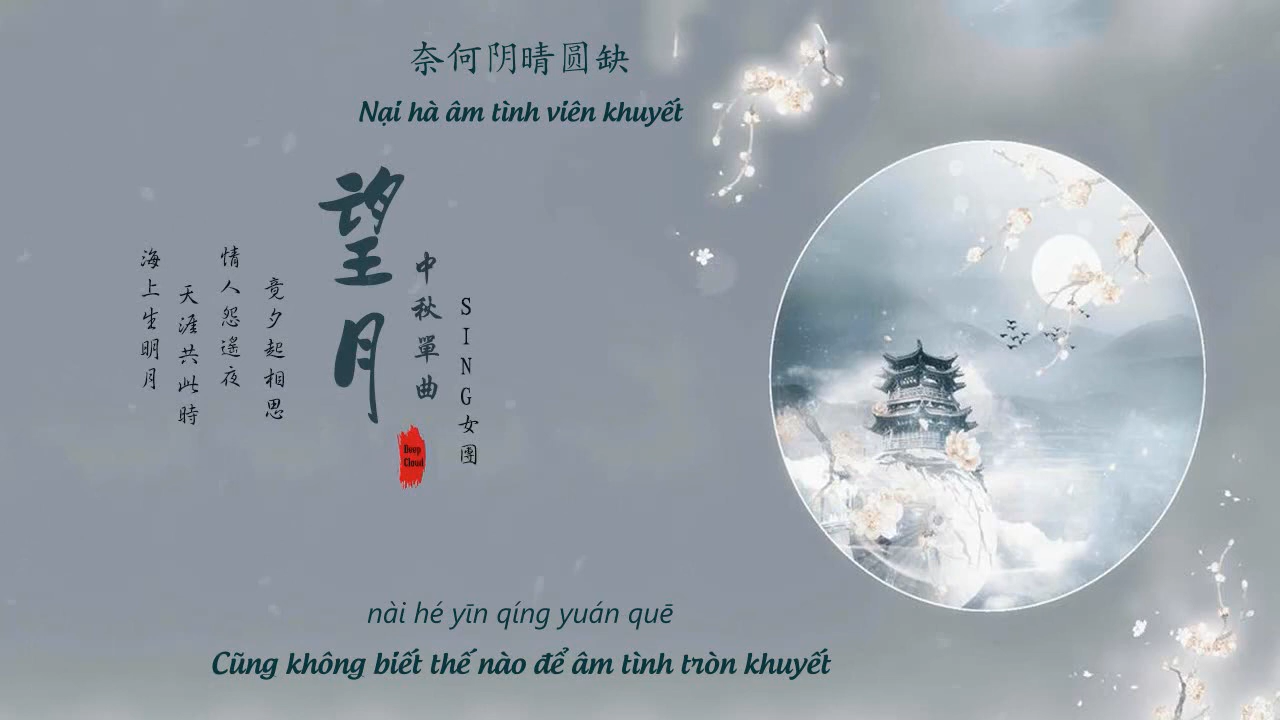 奈何阴晴圆缺
Nại hà âm tình viên khuyết
望月
中秋單曲
SING女團
Deep
Cloud
竟夕起相思
情人怨遙夜
天涯共此時
海上生明月
nài hé yīn qíng yuán quē
Cũng không biết thế nào để âm tình tròn khuyết